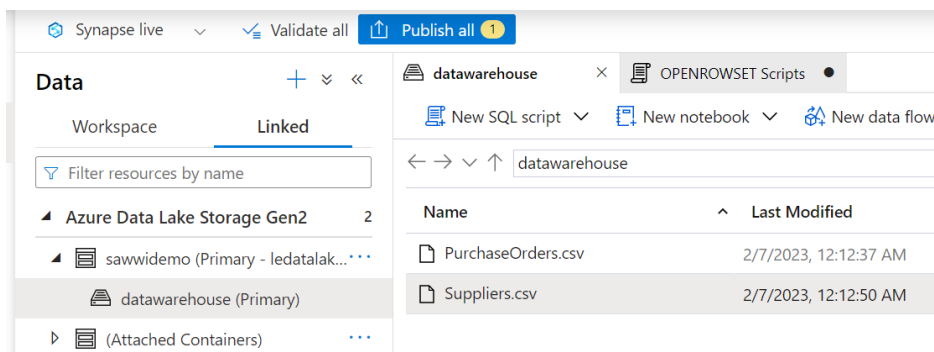 Synapse live Validate all Publish all 1
Data
Workspace Linked
Filter resources by name
Azure Data Lake Storage Gen2 2
sawwidemo (Primary - ledatalak...
datawarehouse (Primary)
(Attached Containers)
datawarehouse OPENROWSET Scripts
New SQL script New notebook New data flow
datawarehouse
Name Last Modified
PurchaseOrders.csv 2/7/2023, 12:12:37 AM
Suppliers.csv 2/7/2023, 12:12:50 AM